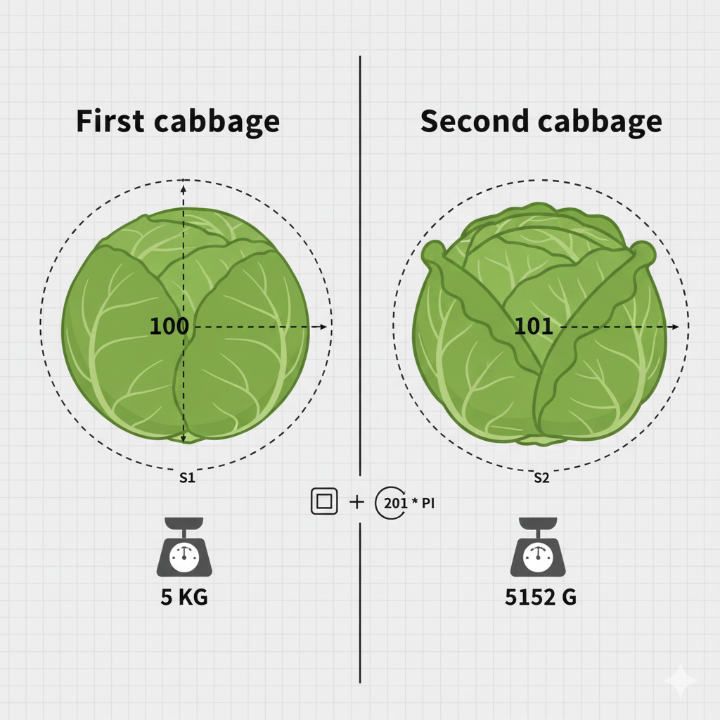 First cabbage
Second cabbage
100
101
S1
S2
+ 201 * PI
5 KG
5152 G